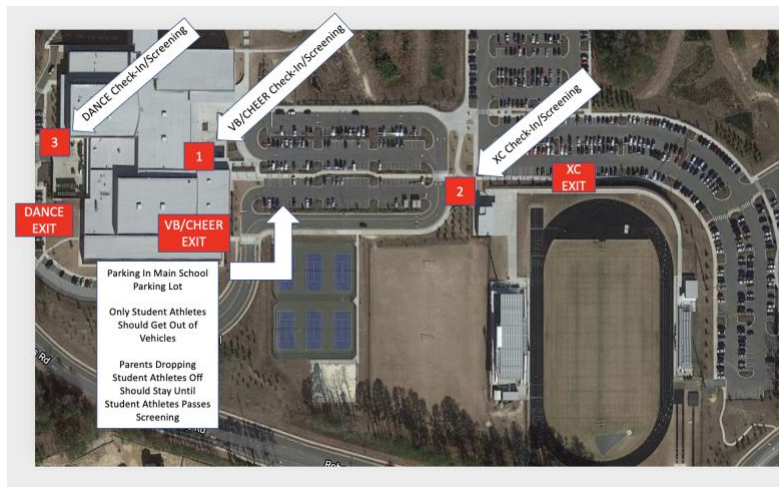 DANCE Check-In/Screening
VB/CHEER Check-In/Screening
XC Check-In/Screening
3
1
2
XC
EXIT
DANCE
EXIT
VB/CHEER
EXIT
Parking In Main School
Parking Lot
Only Student Athletes
Should Get Out of
Vehicles
Parents Dropping
Student Athletes Off
Should Stay Until
Student Athletes Passes
Screening
Rd
Rd